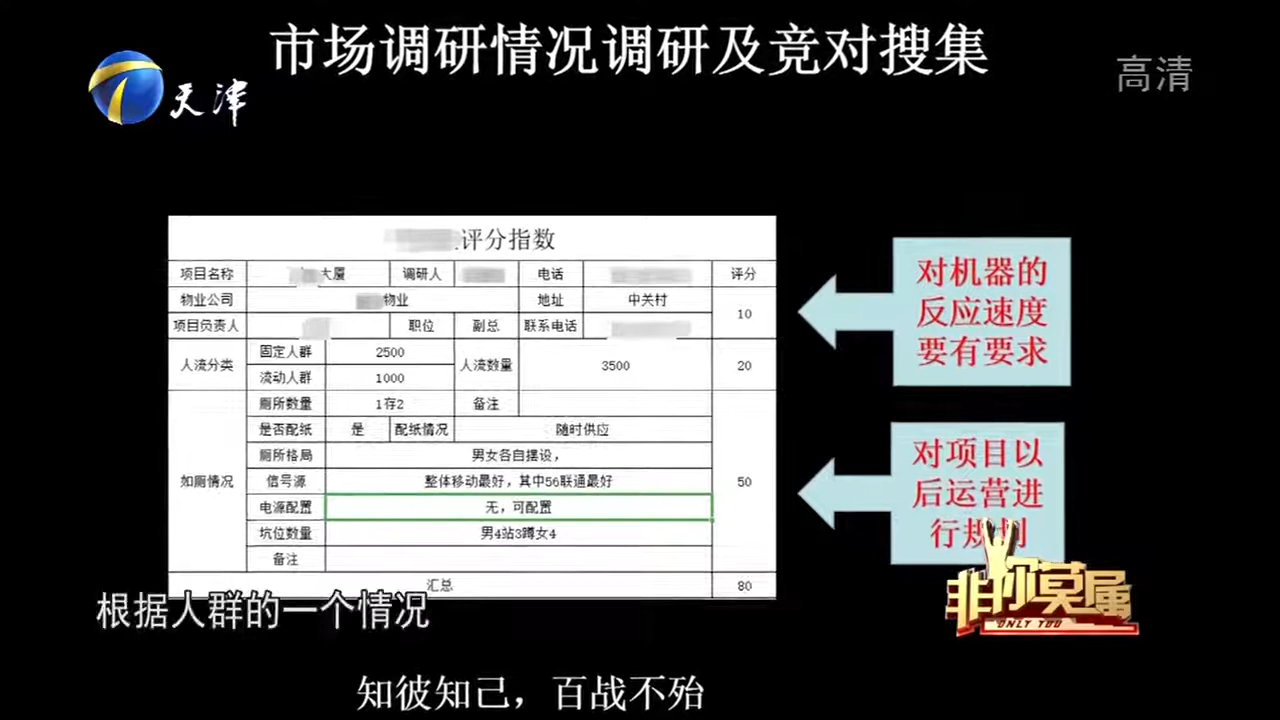 市场调研情况调研及竞对搜集
天津
高清
评分指数
项目名称 大厦 调研人 电话 评分
物业公司 物业 地址 中关村 10
项目负责人 职位 副总 联系电话
人流分类 固定人群 2500 人流数量 3500 20
流动人群 1000
如厕情况 厕所数量 1存2 备注 50
是否配纸 是 配纸情况 随时供应
厕所格局 男女各自摆设，
信号源 整体移动最好，其中56联通最好
电源配置 无，可配置
坑位数量 男4站3蹲女4
备注
汇总 80
对机器的
反应速度
要有要求
对项目以
后运营进
行规划
非你莫属
ONLY YOU
根据人群的一个情况
知彼知己，百战不殆